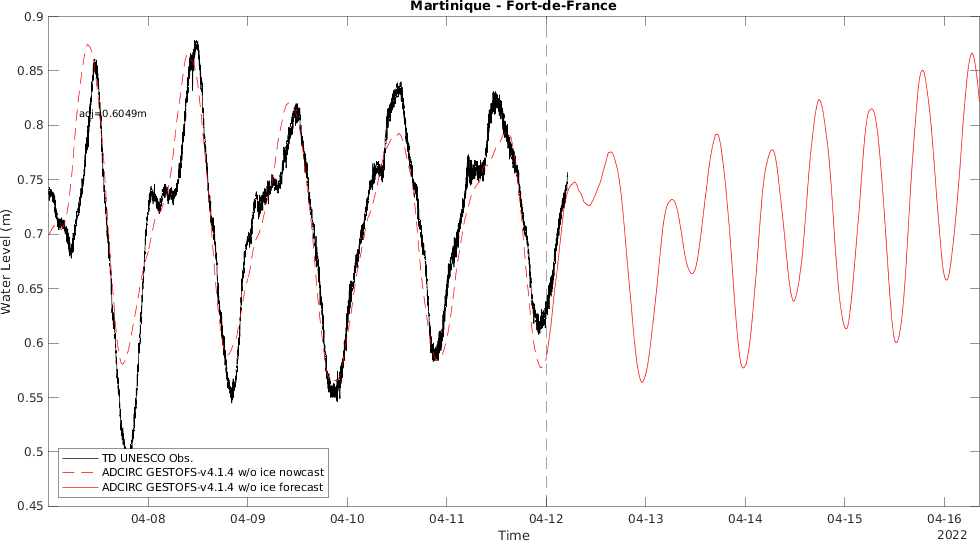 Martinique - Fort-de-France
0.9
0.85
0.8
0.75
0.7
0.65
0.6
0.55
0.5
0.45
Water Level (m)
adj=0.6049m
TD UNESCO Obs.
ADCIRC GESTOFS-v4.1.4 w/o ice nowcast
ADCIRC GESTOFS-v4.1.4 w/o ice forecast
04-08
04-09
04-10
04-11
04-12
04-13
04-14
04-15
04-16
Time
2022